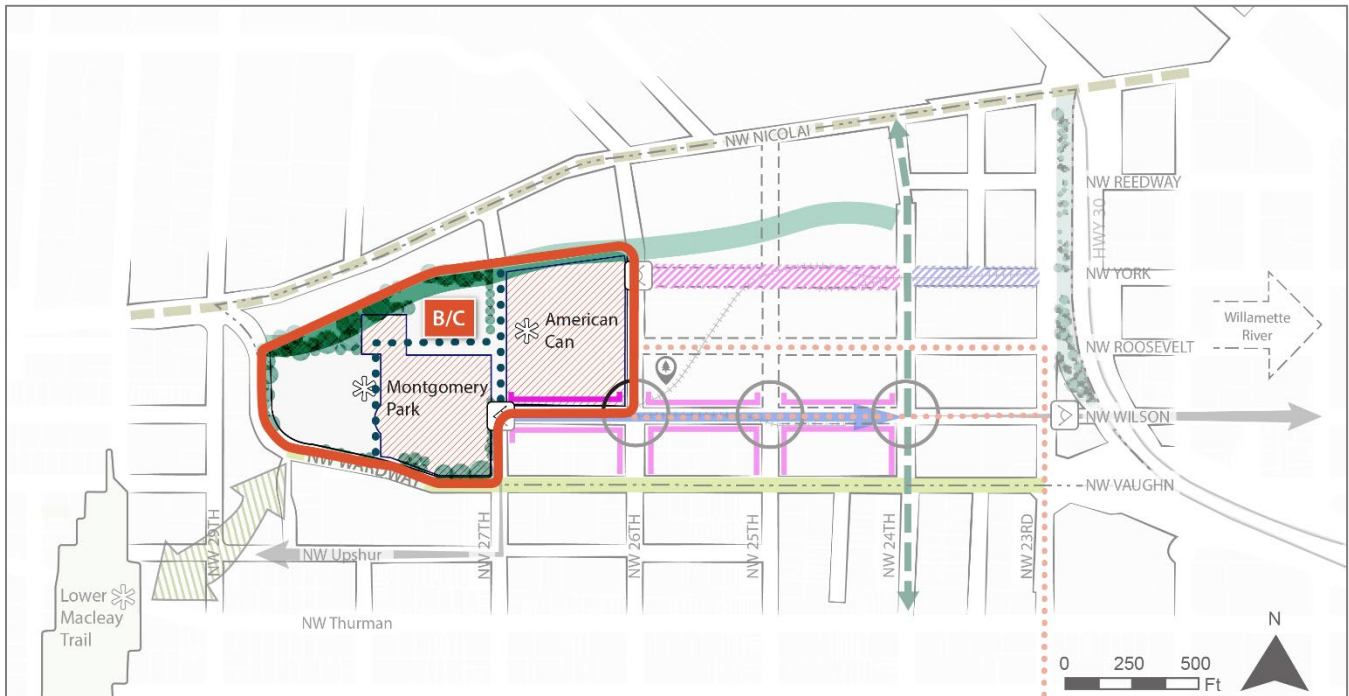 NW NICOLAI
NW REEDWAY
HWY 30
NW YORK
B/C
American
Can
Willamette
River
NW ROOSEVELT
Montgomery
Park
NW WILSON
NW WARDWAY
NW VAUGHN
NW 29TH
NW 27TH
NW 26TH
NW 25TH
NW 24TH
NW 23RD
NW Upshur
Lower
Macleay
Trail
NW Thurman
N
0 250 500
Ft